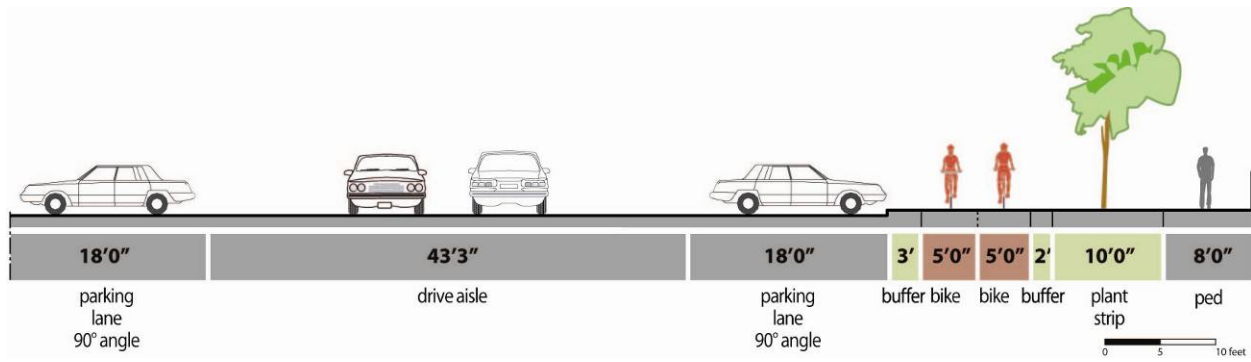 18’0” 43’3” 18’0” 3’ 5’0” 5’0” 2’ 10’0” 8’0”
parking drive aisle parking buffer bike bike buffer plant ped
lane lane strip
90° angle 90° angle
0 5 10 feet